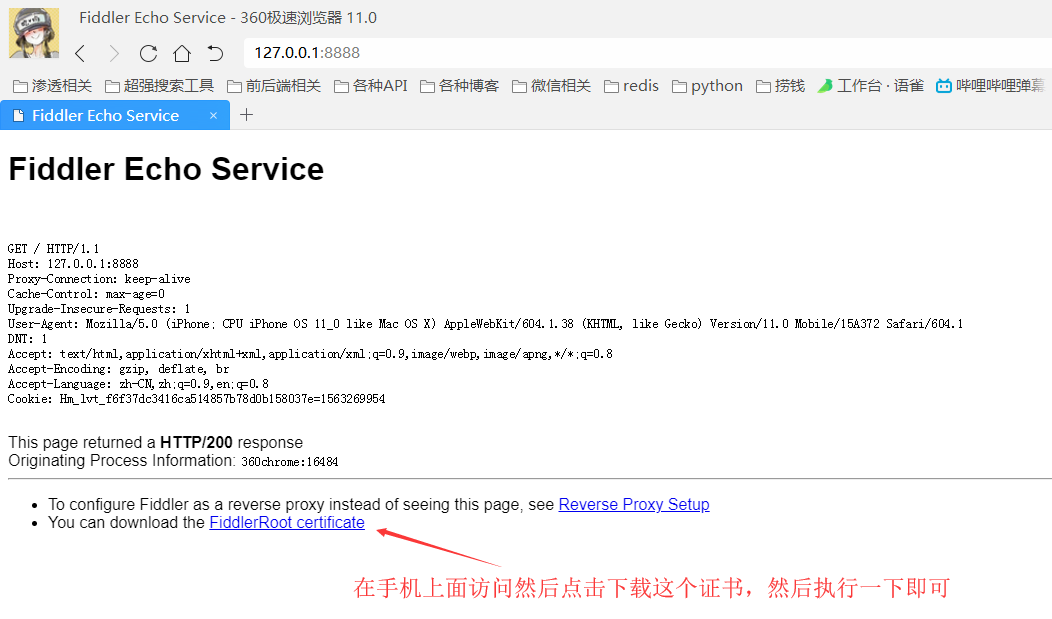 Fiddler Echo Service - 360极速浏览器 11.0
127.0.0.1:8888
渗透相关 超强搜索工具 前后端相关 各种API 各种博客 微信相关 redis python 捞钱 工作台 · 语雀 哔哩哔哩弹幕
Fiddler Echo Service ×
Fiddler Echo Service
GET / HTTP/1.1
Host: 127.0.0.1:8888
Proxy-Connection: keep-alive
Cache-Control: max-age=0
Upgrade-Insecure-Requests: 1
User-Agent: Mozilla/5.0 (iPhone; CPU iPhone OS 11_0 like Mac OS X) AppleWebKit/604.1.38 (KHTML, like Gecko) Version/11.0 Mobile/15A372 Safari/604.1
DNT: 1
Accept: text/html,application/xhtml+xml,application/xml;q=0.9,image/webp,image/apng,*/*;q=0.8
Accept-Encoding: gzip, deflate, br
Accept-Language: zh-CN,zh;q=0.9,en;q=0.8
Cookie: Hm_lvt_f6f37dc3416ca514857b78d0b158037e=1563269954
This page returned a HTTP/200 response
Originating Process Information: 360chrome:16484
• To configure Fiddler as a reverse proxy instead of seeing this page, see Reverse Proxy Setup
• You can download the FiddlerRoot certificate
在手机上面访问然后点击下载这个证书，然后执行一下即可